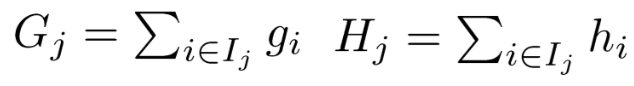 $G_j = \sum_{i \in I_j} g_i \;\; H_j = \sum_{i \in I_j} h_i$